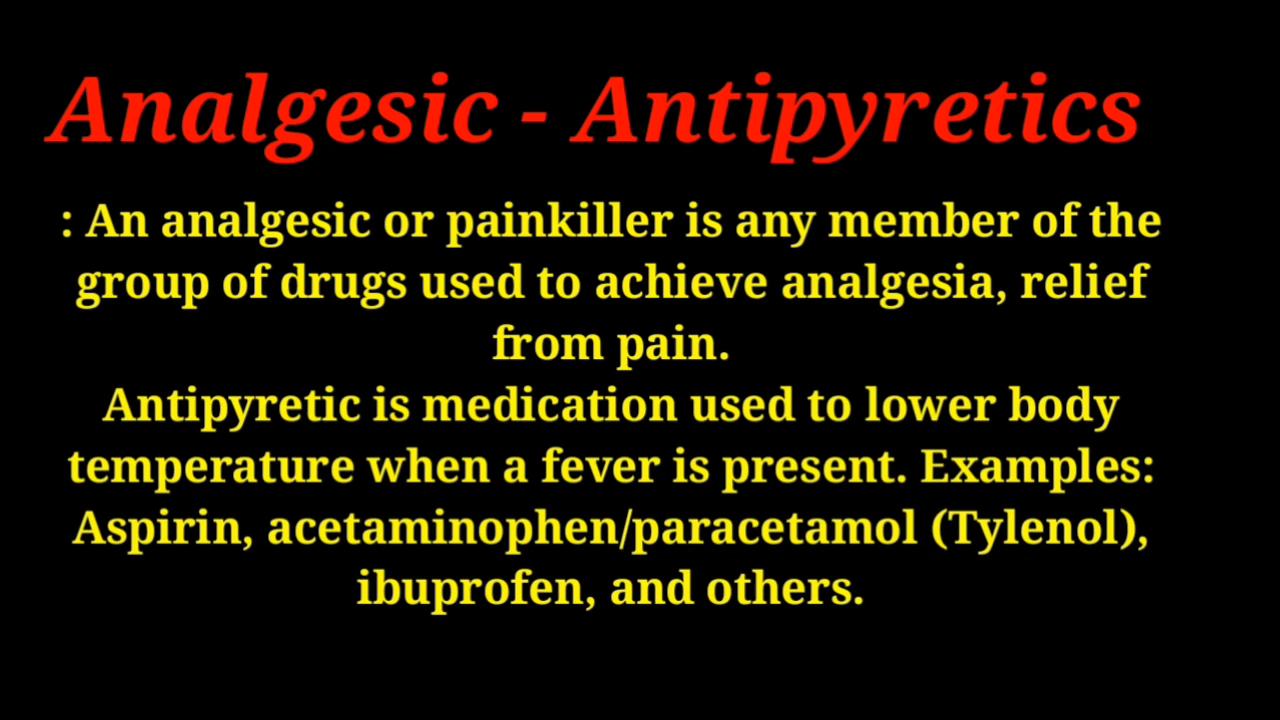 Analgesic - Antipyretics
: An analgesic or painkiller is any member of the
group of drugs used to achieve analgesia, relief
from pain.
Antipyretic is medication used to lower body
temperature when a fever is present. Examples:
Aspirin, acetaminophen/paracetamol (Tylenol),
ibuprofen, and others.